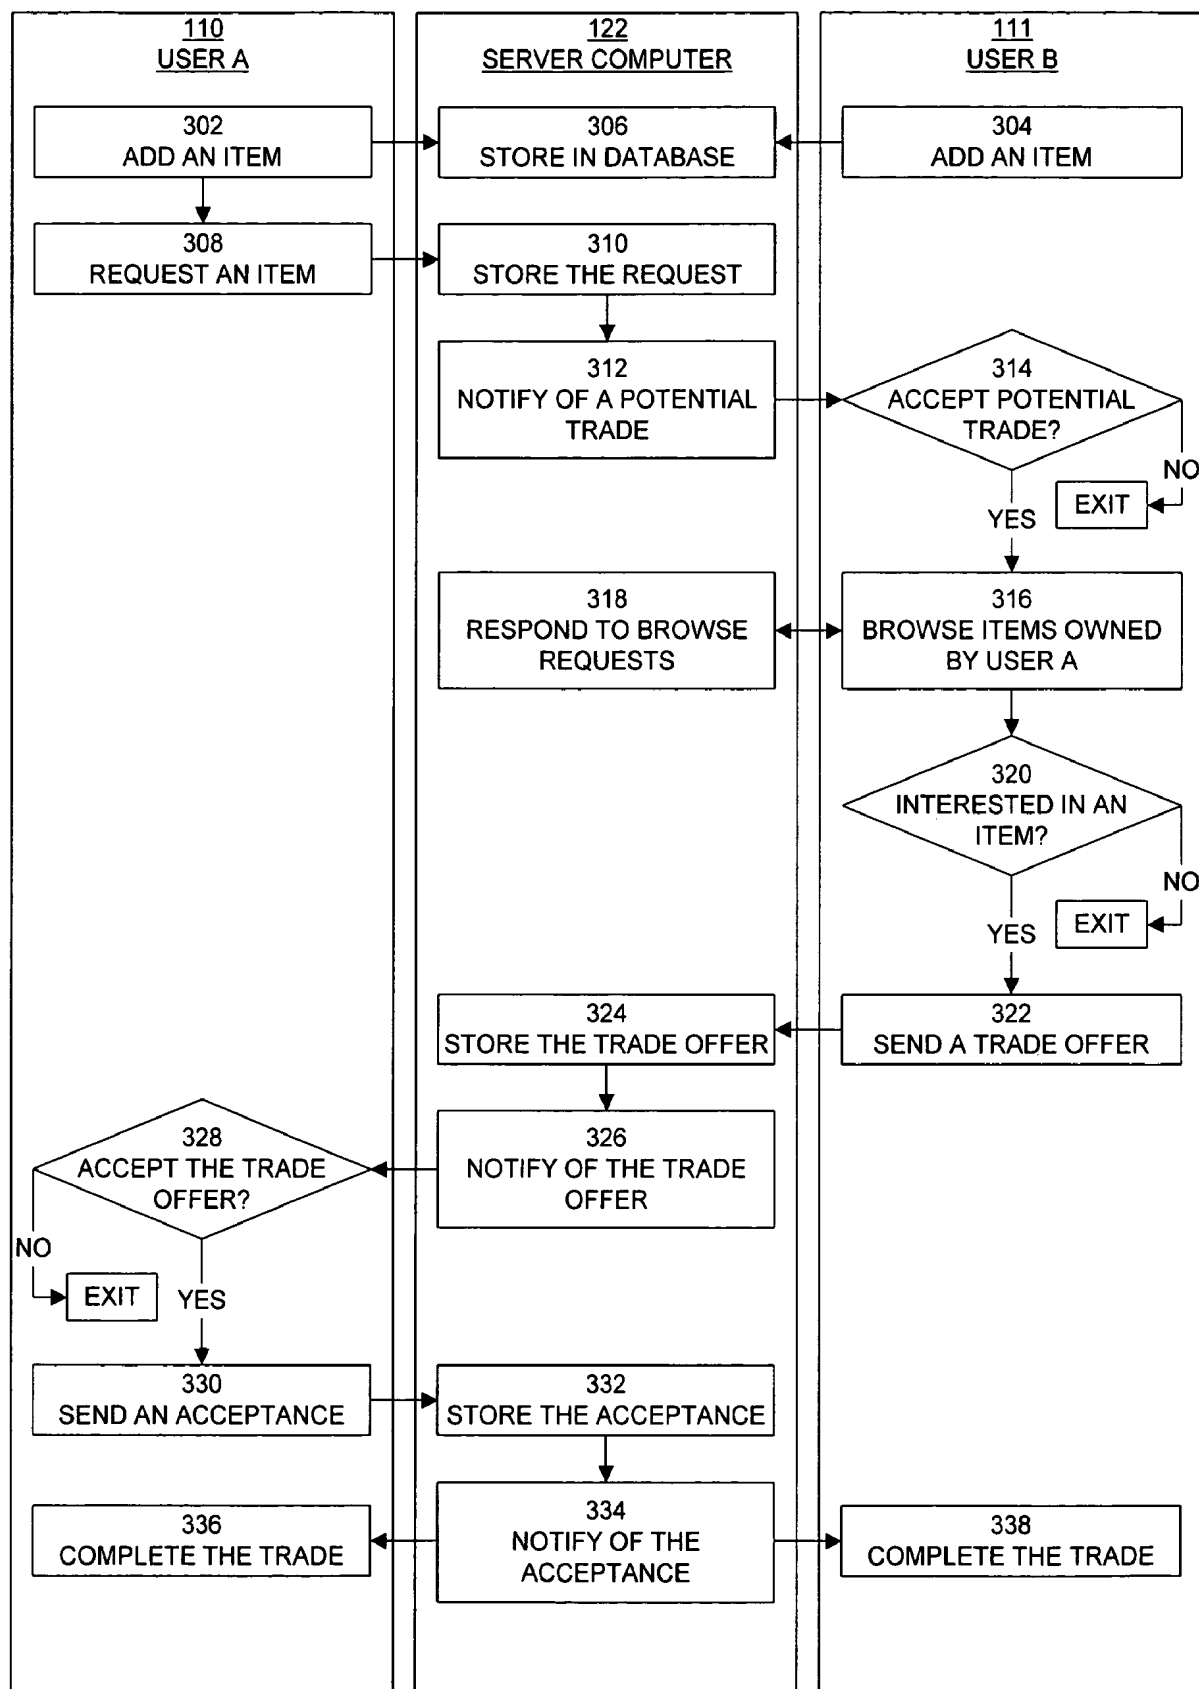 110
USER A
122
SERVER COMPUTER
111
USER B
302
ADD AN ITEM
306
STORE IN DATABASE
304
ADD AN ITEM
308
REQUEST AN ITEM
310
STORE THE REQUEST
312
NOTIFY OF A POTENTIAL
TRADE
314
ACCEPT POTENTIAL
TRADE?
NO
EXIT
YES
318
RESPOND TO BROWSE
REQUESTS
316
BROWSE ITEMS OWNED
BY USER A
320
INTERESTED IN AN
ITEM?
NO
EXIT
YES
324
STORE THE TRADE OFFER
322
SEND A TRADE OFFER
328
ACCEPT THE TRADE
OFFER?
326
NOTIFY OF THE TRADE
OFFER
NO
EXIT
YES
330
SEND AN ACCEPTANCE
332
STORE THE ACCEPTANCE
336
COMPLETE THE TRADE
334
NOTIFY OF THE
ACCEPTANCE
338
COMPLETE THE TRADE